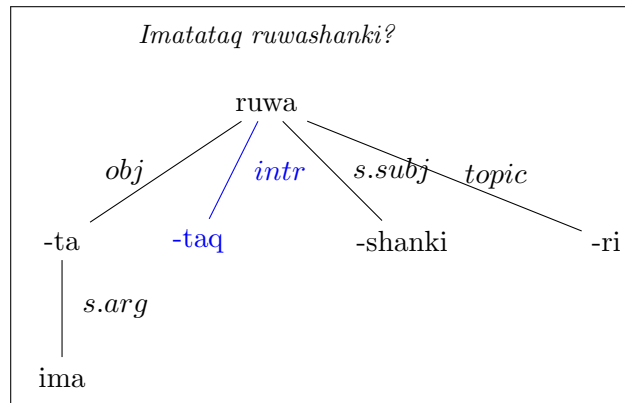 Imatataq ruwashanki?
ruwa
obj intr s.subj topic
-ta -taq -shanki -ri
s.arg
ima